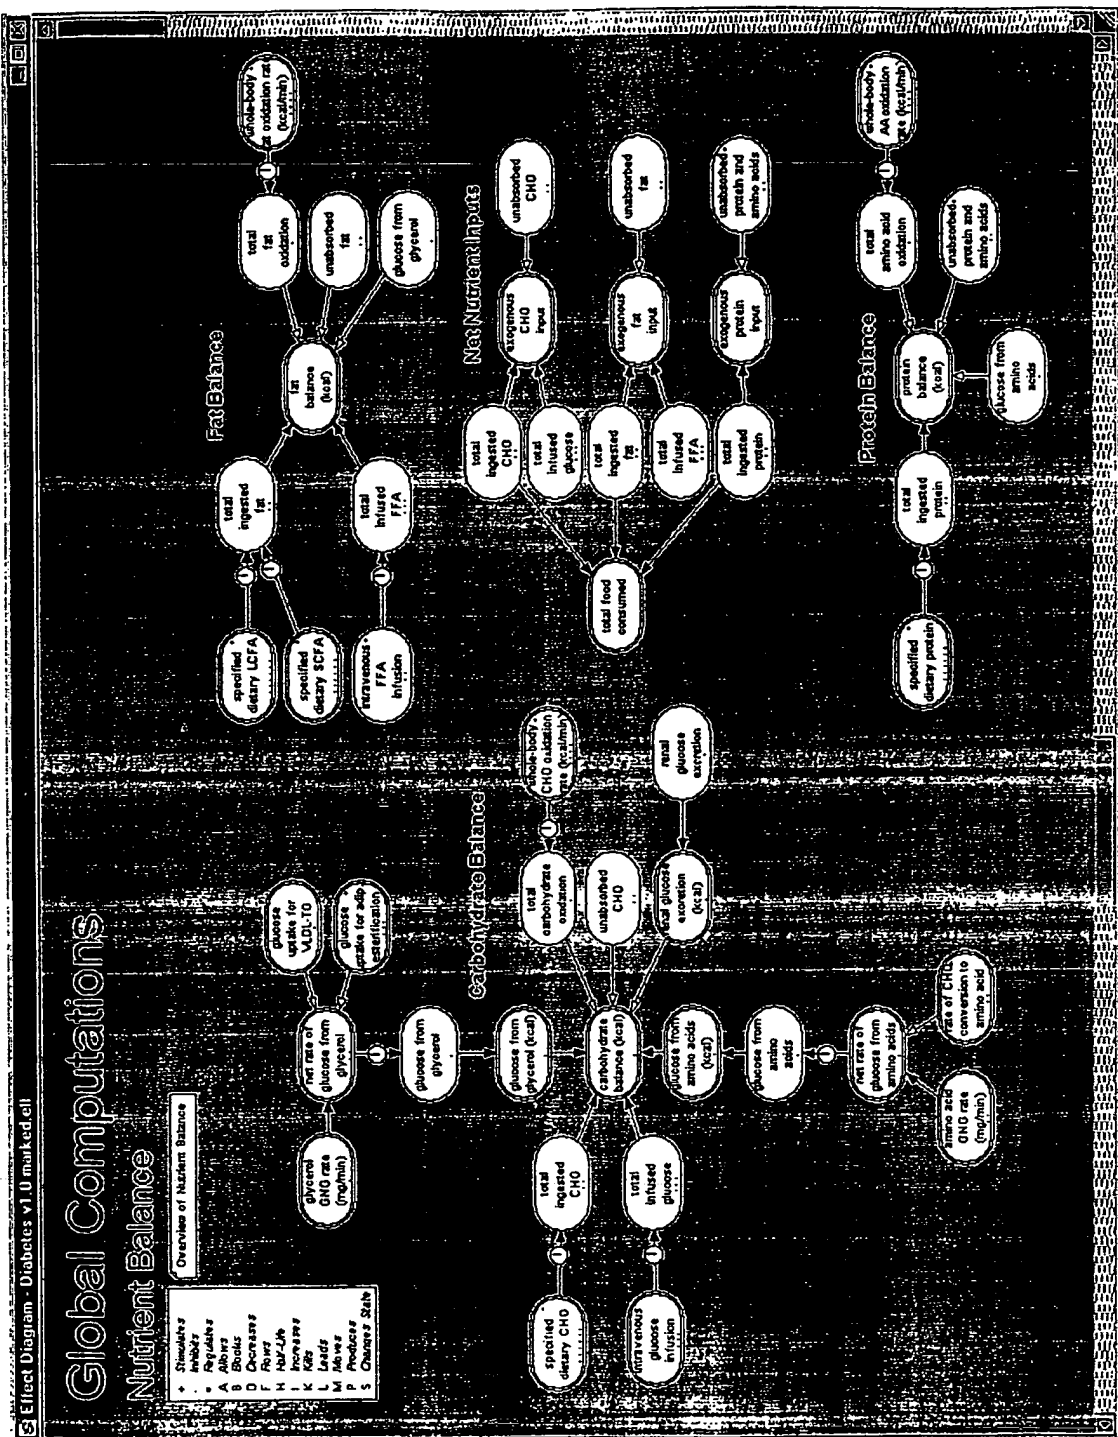 Effect Diagram - Diabetes v1.0 marked.ell
Global Computations
Nutrient Balance
Overview of Nutrient Balance
+ Stimulates
- Inhibits
= Regulates
A Allows
B Blocks
D Decreases
F Favors
H Half-Life
I Increases
K Kills
L Leads
M Moves
P Produces
S Changes State
glycerol
GNG rate
(mg/min)
net rate of
glucose from
glycerol
glucose
uptake for
glucose
uptake for adip
esterification
glucose from
glycerol
glucose from
glycerol (kcal)
Carbohydrate Balance
specified
dietary CHO
total
ingested
CHO
intravenous
glucose
infusion
total
infused
glucose
carbohydrate
balance (kcal)
total
carbohydrate
oxidation
whole-body
CHO oxidation
rate (kcal/min)
unabsorbed
CHO
renal glucose
excretion
(kcal)
renal
glucose
excretion
glucose from
amino acids
(kcal)
glucose from
amino
acids
net rate of
glucose from
amino acids
amino acid
GNG rate
(mg/min)
rate of CHO
conversion to
amino acid
Fat Balance
specified
dietary LCFA
specified
dietary SCFA
intravenous
FFA
infusion
total
ingested
fat
total
infused
FFA
fat
balance
(kcal)
total
fat
oxidation
whole-body
fat oxidation rate
(kcal/min)
unabsorbed
fat
glucose from
glycerol
Net Nutrient Inputs
total food
consumed
total
ingested
CHO
total
infused
glucose
total
ingested
fat
total
infused
FFA
total
ingested
protein
exogenous
CHO
input
exogenous
fat
input
exogenous
protein
input
unabsorbed
CHO
unabsorbed
fat
unabsorbed
protein and
amino acids
Protein Balance
specified
dietary protein
total
ingested
protein
protein
balance
(kcal)
glucose from
amino
acids
total
amino acid
oxidation
whole-body
AA oxidation
rate (kcal/min)
unabsorbed
protein and
amino acids